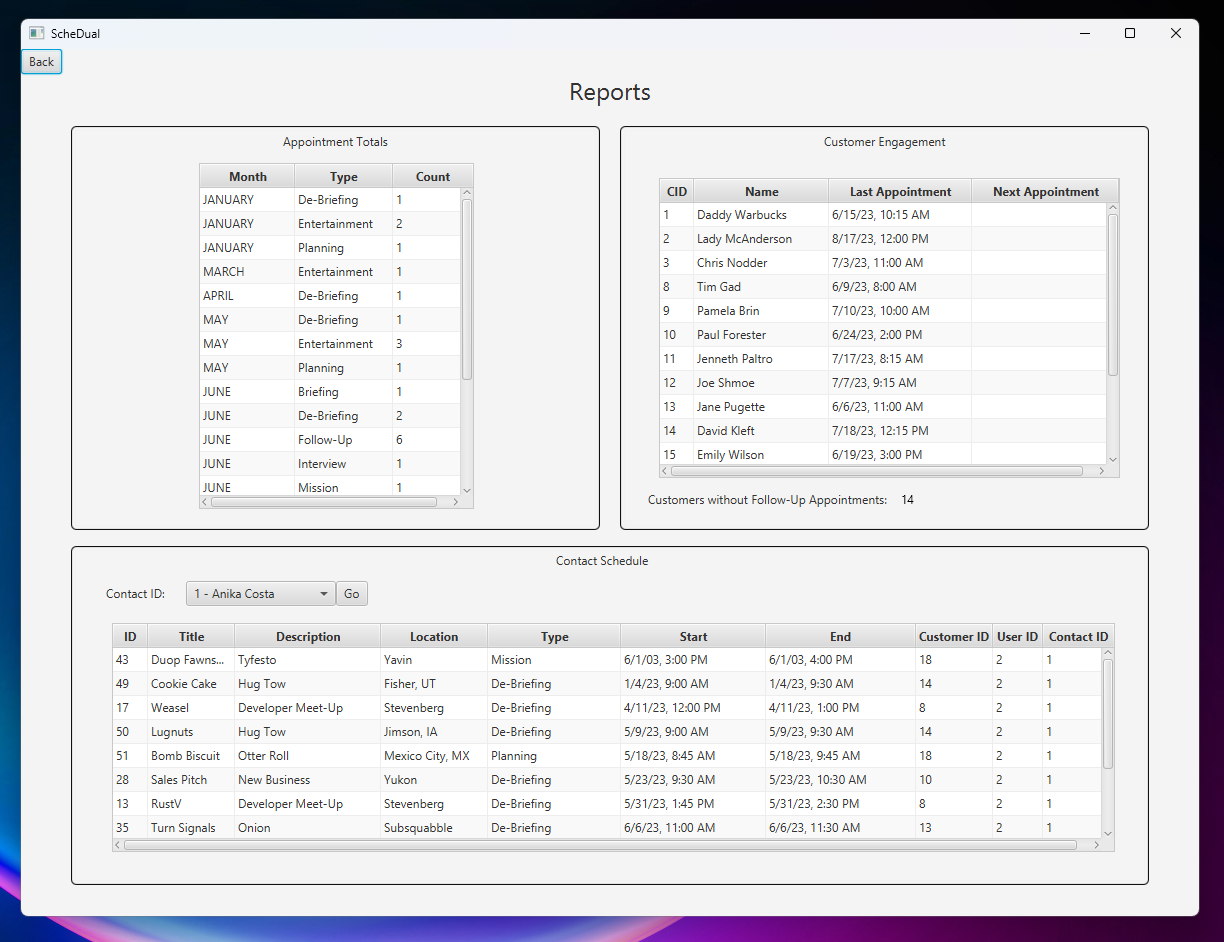 ScheDual
Back
Reports
Appointment Totals
Month Type Count
JANUARY De-Briefing 1
JANUARY Entertainment 2
JANUARY Planning 1
MARCH Entertainment 1
APRIL De-Briefing 1
MAY De-Briefing 1
MAY Entertainment 3
MAY Planning 1
JUNE Briefing 1
JUNE De-Briefing 2
JUNE Follow-Up 6
JUNE Interview 1
JUNE Mission 1
Customer Engagement
CID Name Last Appointment Next Appointment
1 Daddy Warbucks 6/15/23, 10:15 AM
2 Lady McAnderson 8/17/23, 12:00 PM
3 Chris Nodder 7/3/23, 11:00 AM
8 Tim Gad 6/9/23, 8:00 AM
9 Pamela Brin 7/10/23, 10:00 AM
10 Paul Forester 6/24/23, 2:00 PM
11 Jenneth Paltro 7/17/23, 8:15 AM
12 Joe Shmoe 7/7/23, 9:15 AM
13 Jane Pugette 6/6/23, 11:00 AM
14 David Kleft 7/18/23, 12:15 PM
15 Emily Wilson 6/19/23, 3:00 PM
Customers without Follow-Up Appointments: 14
Contact Schedule
Contact ID: 1 - Anika Costa Go
ID Title Description Location Type Start End Customer ID User ID Contact ID
43 Duop Fawns... Tyfesto Yavin Mission 6/1/03, 3:00 PM 6/1/03, 4:00 PM 18 2 1
49 Cookie Cake Hug Tow Fisher, UT De-Briefing 1/4/23, 9:00 AM 1/4/23, 9:30 AM 14 2 1
17 Weasel Developer Meet-Up Stevenberg De-Briefing 4/11/23, 12:00 PM 4/11/23, 1:00 PM 8 2 1
50 Lugnuts Hug Tow Jimson, IA De-Briefing 5/9/23, 9:00 AM 5/9/23, 9:30 AM 14 2 1
51 Bomb Biscuit Otter Roll Mexico City, MX Planning 5/18/23, 8:45 AM 5/18/23, 9:45 AM 18 2 1
28 Sales Pitch New Business Yukon De-Briefing 5/23/23, 9:30 AM 5/23/23, 10:30 AM 10 2 1
13 RustV Developer Meet-Up Stevenberg De-Briefing 5/31/23, 1:45 PM 5/31/23, 2:30 PM 8 2 1
35 Turn Signals Onion Subsquabble De-Briefing 6/6/23, 11:00 AM 6/6/23, 11:30 AM 13 2 1